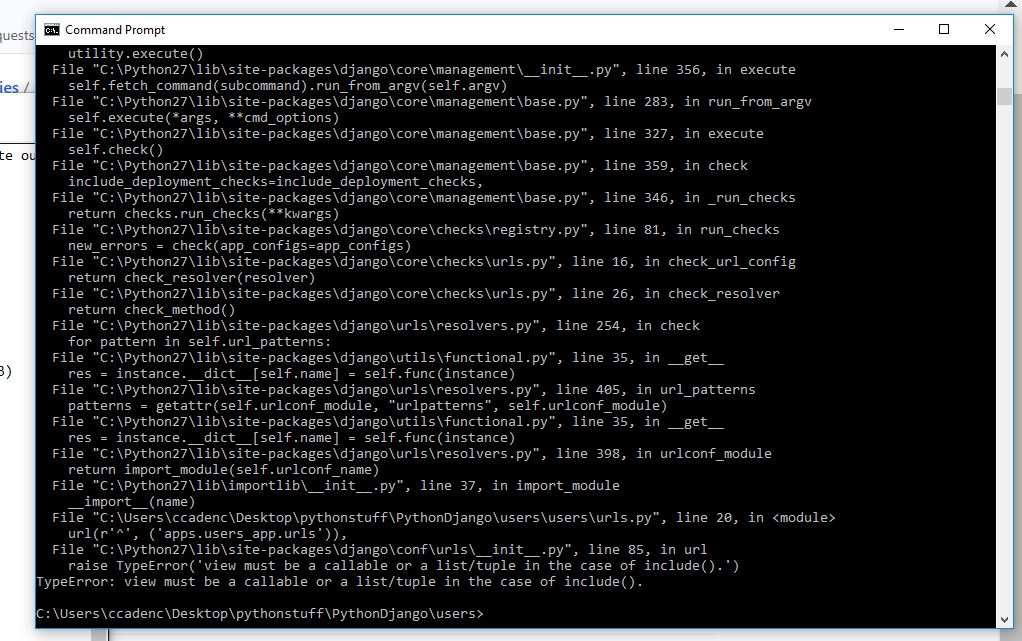 quests
ies /
te ou
3)
Command Prompt
utility.execute()
File "C:\Python27\lib\site-packages\django\core\management\__init__.py", line 356, in execute
self.fetch_command(subcommand).run_from_argv(self.argv)
File "C:\Python27\lib\site-packages\django\core\management\base.py", line 283, in run_from_argv
self.execute(*args, **cmd_options)
File "C:\Python27\lib\site-packages\django\core\management\base.py", line 327, in execute
self.check()
File "C:\Python27\lib\site-packages\django\core\management\base.py", line 359, in check
include_deployment_checks=include_deployment_checks,
File "C:\Python27\lib\site-packages\django\core\management\base.py", line 346, in _run_checks
return checks.run_checks(**kwargs)
File "C:\Python27\lib\site-packages\django\core\checks\registry.py", line 81, in run_checks
new_errors = check(app_configs=app_configs)
File "C:\Python27\lib\site-packages\django\core\checks\urls.py", line 16, in check_url_config
return check_resolver(resolver)
File "C:\Python27\lib\site-packages\django\core\checks\urls.py", line 26, in check_resolver
return check_method()
File "C:\Python27\lib\site-packages\django\urls\resolvers.py", line 254, in check
for pattern in self.url_patterns:
File "C:\Python27\lib\site-packages\django\utils\functional.py", line 35, in __get__
res = instance.__dict__[self.name] = self.func(instance)
File "C:\Python27\lib\site-packages\django\urls\resolvers.py", line 405, in url_patterns
patterns = getattr(self.urlconf_module, "urlpatterns", self.urlconf_module)
File "C:\Python27\lib\site-packages\django\utils\functional.py", line 35, in __get__
res = instance.__dict__[self.name] = self.func(instance)
File "C:\Python27\lib\site-packages\django\urls\resolvers.py", line 398, in urlconf_module
return import_module(self.urlconf_name)
File "C:\Python27\lib\importlib\__init__.py", line 37, in import_module
__import__(name)
File "C:\Users\ccadenc\Desktop\pythonstuff\PythonDjango\users\users\urls.py", line 20, in <module>
url(r'^', ('apps.users_app.urls')),
File "C:\Python27\lib\site-packages\django\conf\urls\__init__.py", line 85, in url
raise TypeError('view must be a callable or a list/tuple in the case of include().')
TypeError: view must be a callable or a list/tuple in the case of include().
C:\Users\ccadenc\Desktop\pythonstuff\PythonDjango\users>